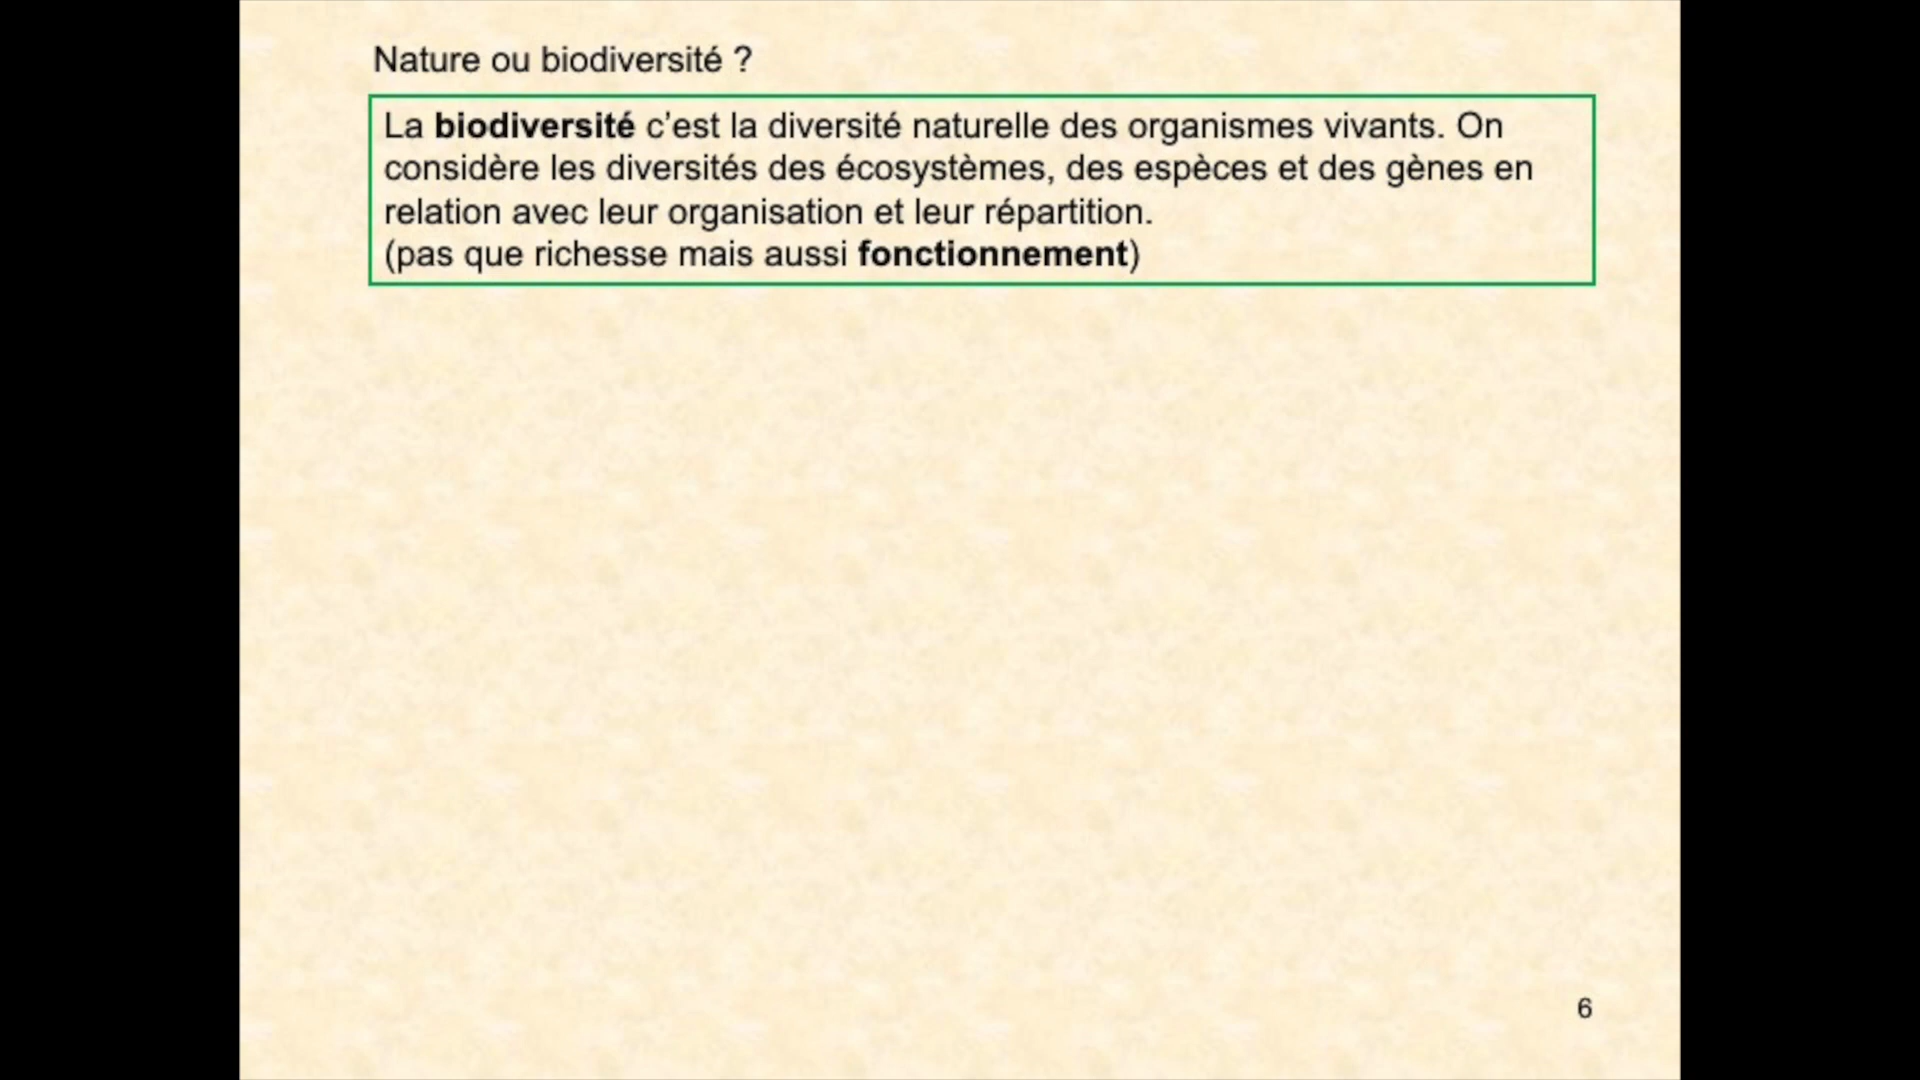 Nature ou biodiversité ?
La biodiversité c’est la diversité naturelle des organismes vivants. On
considère les diversités des écosystèmes, des espèces et des gènes en
relation avec leur organisation et leur répartition.
(pas que richesse mais aussi fonctionnement)
6